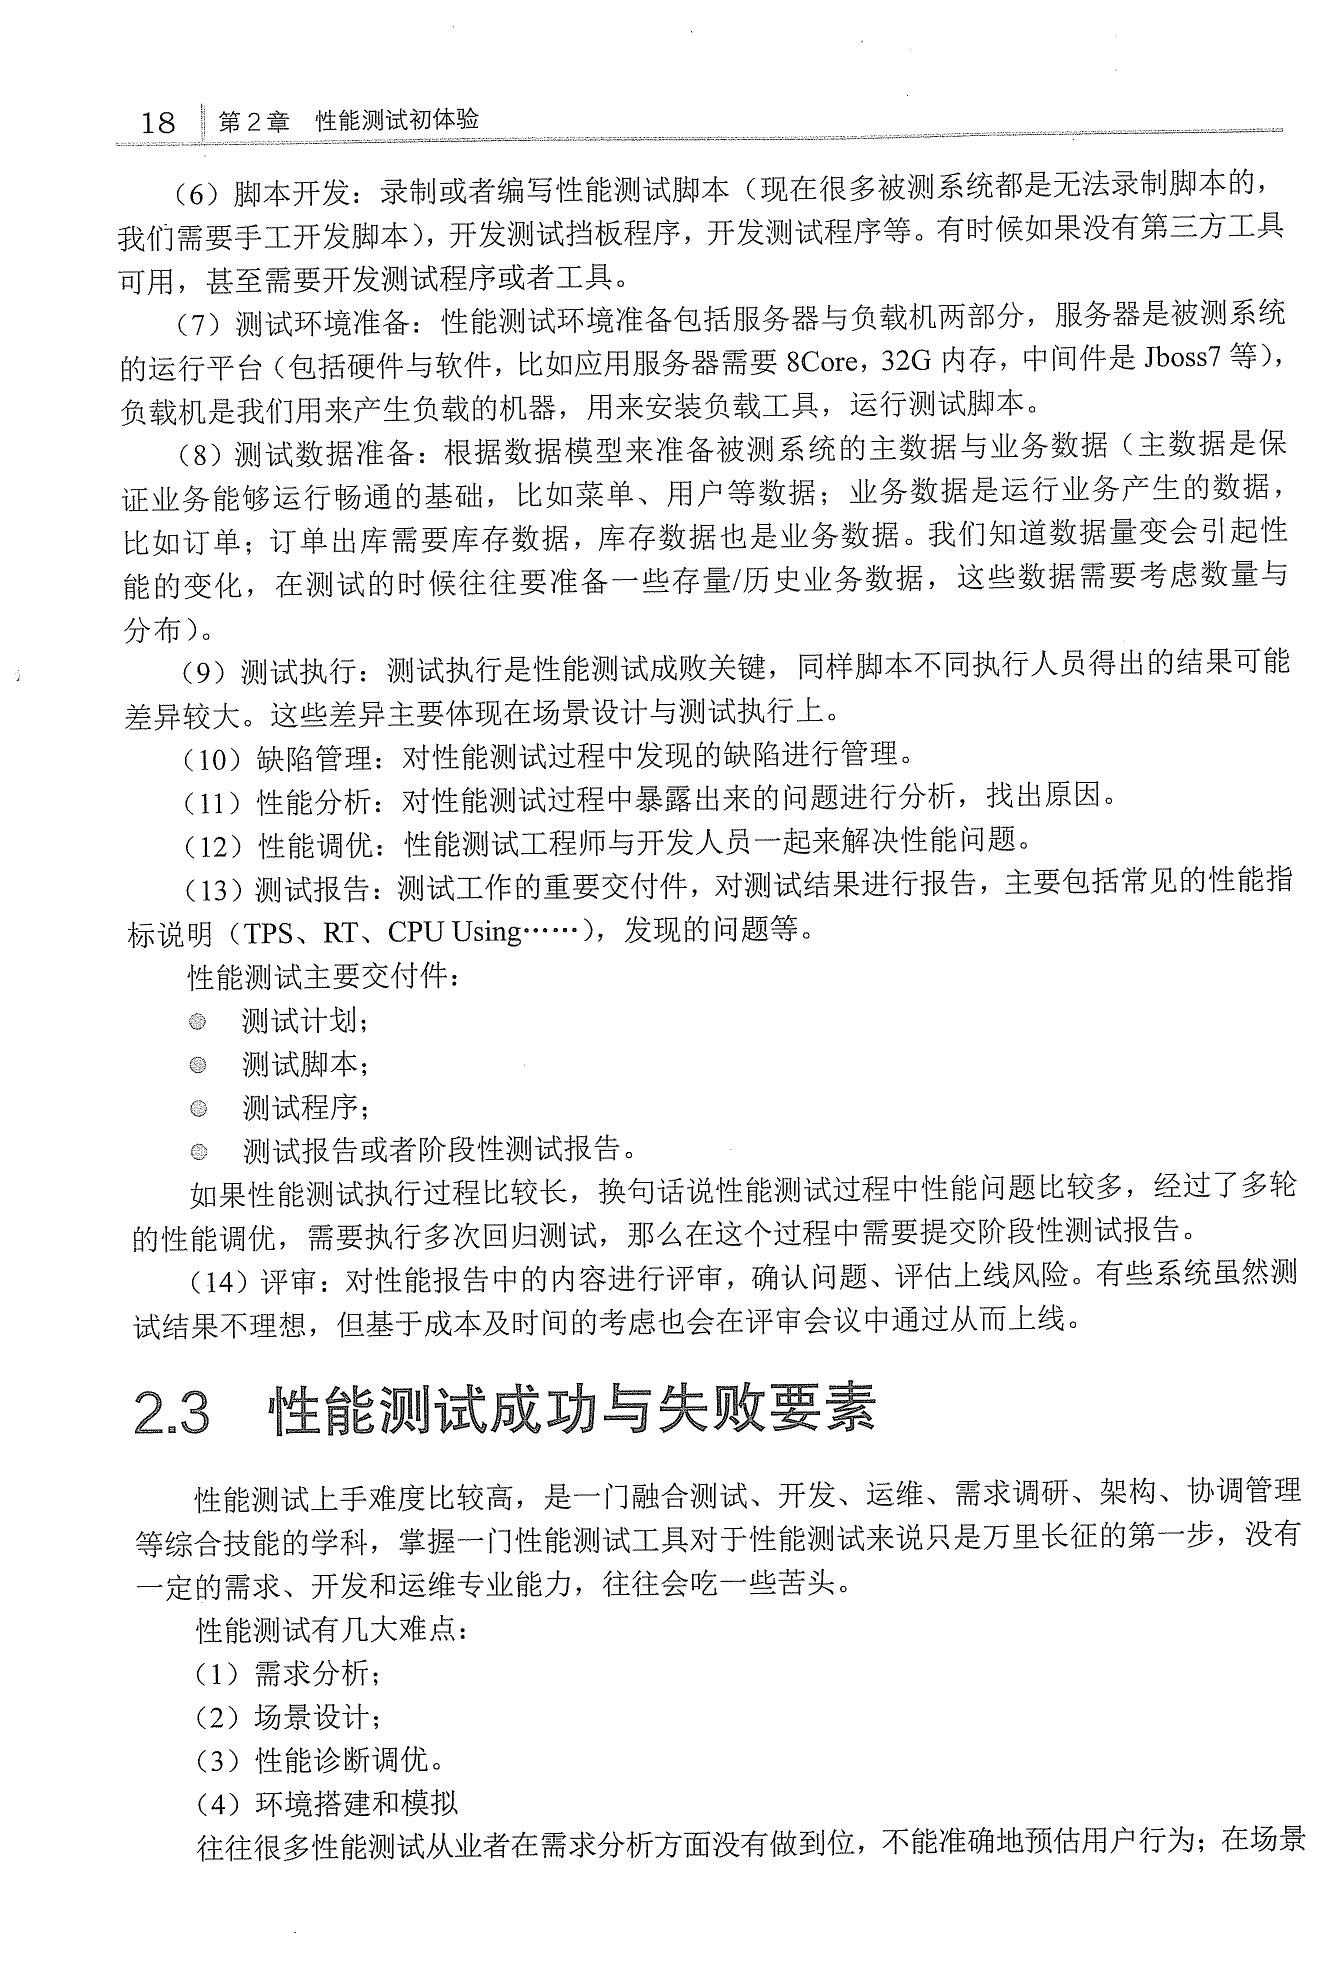 18 第2章 性能测试初体验
（6）脚本开发：录制或者编写性能测试脚本（现在很多被测系统都是无法录制脚本的，
我们需要手工开发脚本），开发测试挡板程序，开发测试程序等。有时候如果没有第三方工具
可用，甚至需要开发测试程序或者工具。
（7）测试环境准备：性能测试环境准备包括服务器与负载机两部分，服务器是被测系统
的运行平台（包括硬件与软件，比如应用服务器需要 8Core，32G 内存，中间件是 Jboss7 等），
负载机是我们用来产生负载的机器，用来安装负载工具，运行测试脚本。
（8）测试数据准备：根据数据模型来准备被测系统的主数据与业务数据（主数据是保
证业务能够运行畅通的基础，比如菜单、用户等数据；业务数据是运行业务产生的数据，
比如订单；订单出库需要库存数据，库存数据也是业务数据。我们知道数据量变会引起性
能的变化，在测试的时候往往要准备一些存量/历史业务数据，这些数据需要考虑数量与
分布）。
（9）测试执行：测试执行是性能测试成败关键，同样脚本不同执行人员得出的结果可能
差异较大。这些差异主要体现在场景设计与测试执行上。
（10）缺陷管理：对性能测试过程中发现的缺陷进行管理。
（11）性能分析：对性能测试过程中暴露出来的问题进行分析，找出原因。
（12）性能调优：性能测试工程师与开发人员一起来解决性能问题。
（13）测试报告：测试工作的重要交付件，对测试结果进行报告，主要包括常见的性能指
标说明（TPS、RT、CPU Using……），发现的问题等。
性能测试主要交付件：
● 测试计划；
● 测试脚本；
● 测试程序；
● 测试报告或者阶段性测试报告。
如果性能测试执行过程比较长，换句话说性能测试过程中性能问题比较多，经过了多轮
的性能调优，需要执行多次回归测试，那么在这个过程中需要提交阶段性测试报告。
（14）评审：对性能报告中的内容进行评审，确认问题、评估上线风险。有些系统虽然测
试结果不理想，但基于成本及时间的考虑也会在评审会议中通过从而上线。
2.3 性能测试成功与失败要素
性能测试上手难度比较高，是一门融合测试、开发、运维、需求调研、架构、协调管理
等综合技能的学科，掌握一门性能测试工具对于性能测试来说只是万里长征的第一步，没有
一定的需求、开发和运维专业能力，往往会吃一些苦头。
性能测试有几大难点：
（1）需求分析；
（2）场景设计；
（3）性能诊断调优。
（4）环境搭建和模拟
往往很多性能测试从业者在需求分析方面没有做到位，不能准确地预估用户行为；在场景